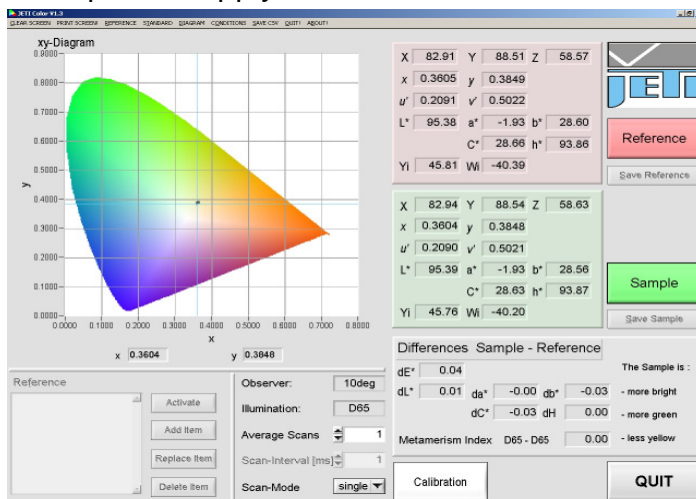 JETI Color V1.3
CLEAR SCREEN PRINT SCREEN! REFERENCE STANDARD DIAGRAM CONDITIONS SAVE CSV QUIT! ABOUT!
xy-Diagram
0.9000
0.8000
0.7000
0.6000
0.5000
0.4000
0.3000
0.2000
0.1000
0.0000
y
0.0000 0.1000 0.2000 0.3000 0.4000 0.5000 0.6000 0.7000 0.8000
x
x 0.3604 y 0.3848
X 82.91 Y 88.51 Z 58.57
x 0.3605 y 0.3849
u' 0.2091 v' 0.5022
L* 95.38 a* -1.93 b* 28.60
C* 28.66 h* 93.86
Yi 45.81 Wi -40.39
JETI
Reference
Save Reference
X 82.94 Y 88.54 Z 58.63
x 0.3604 y 0.3848
u' 0.2090 v' 0.5021
L* 95.39 a* -1.93 b* 28.56
C* 28.63 h* 93.87
Yi 45.76 Wi -40.20
Sample
Save Sample
Differences Sample - Reference
dE* 0.04 The Sample is :
dL* 0.01 da* -0.00 db* -0.03 - more bright
dC* -0.03 dH 0.00 - more green
Metamerism Index D65 - D65 0.00 - less yellow
Reference
Activate
Add Item
Replace Item
Delete Item
Observer: 10deg
Illumination: D65
Average Scans 1
Scan-Interval [ms] 1
Scan-Mode single
Calibration
QUIT